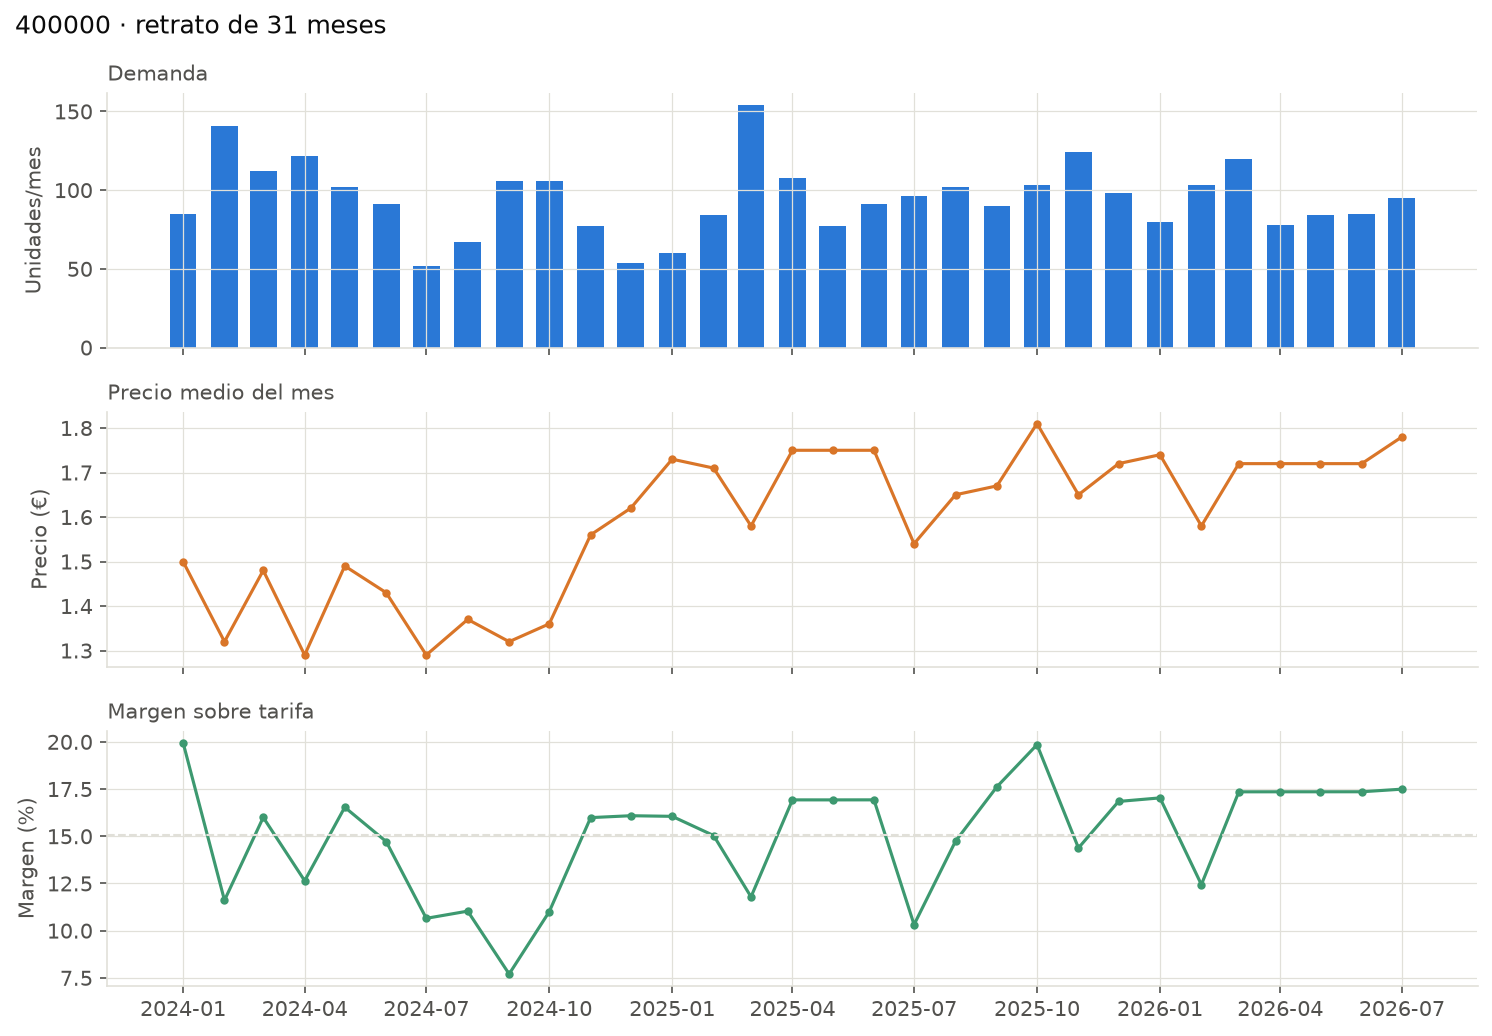 400000 · retrato de 31 meses
Demanda
Unidades/mes
150
100
50
0
Precio medio del mes
Precio (€)
1.8
1.7
1.6
1.5
1.4
1.3
Margen sobre tarifa
Margen (%)
20.0
17.5
15.0
12.5
10.0
7.5
2024-01 2024-04 2024-07 2024-10 2025-01 2025-04 2025-07 2025-10 2026-01 2026-04 2026-07